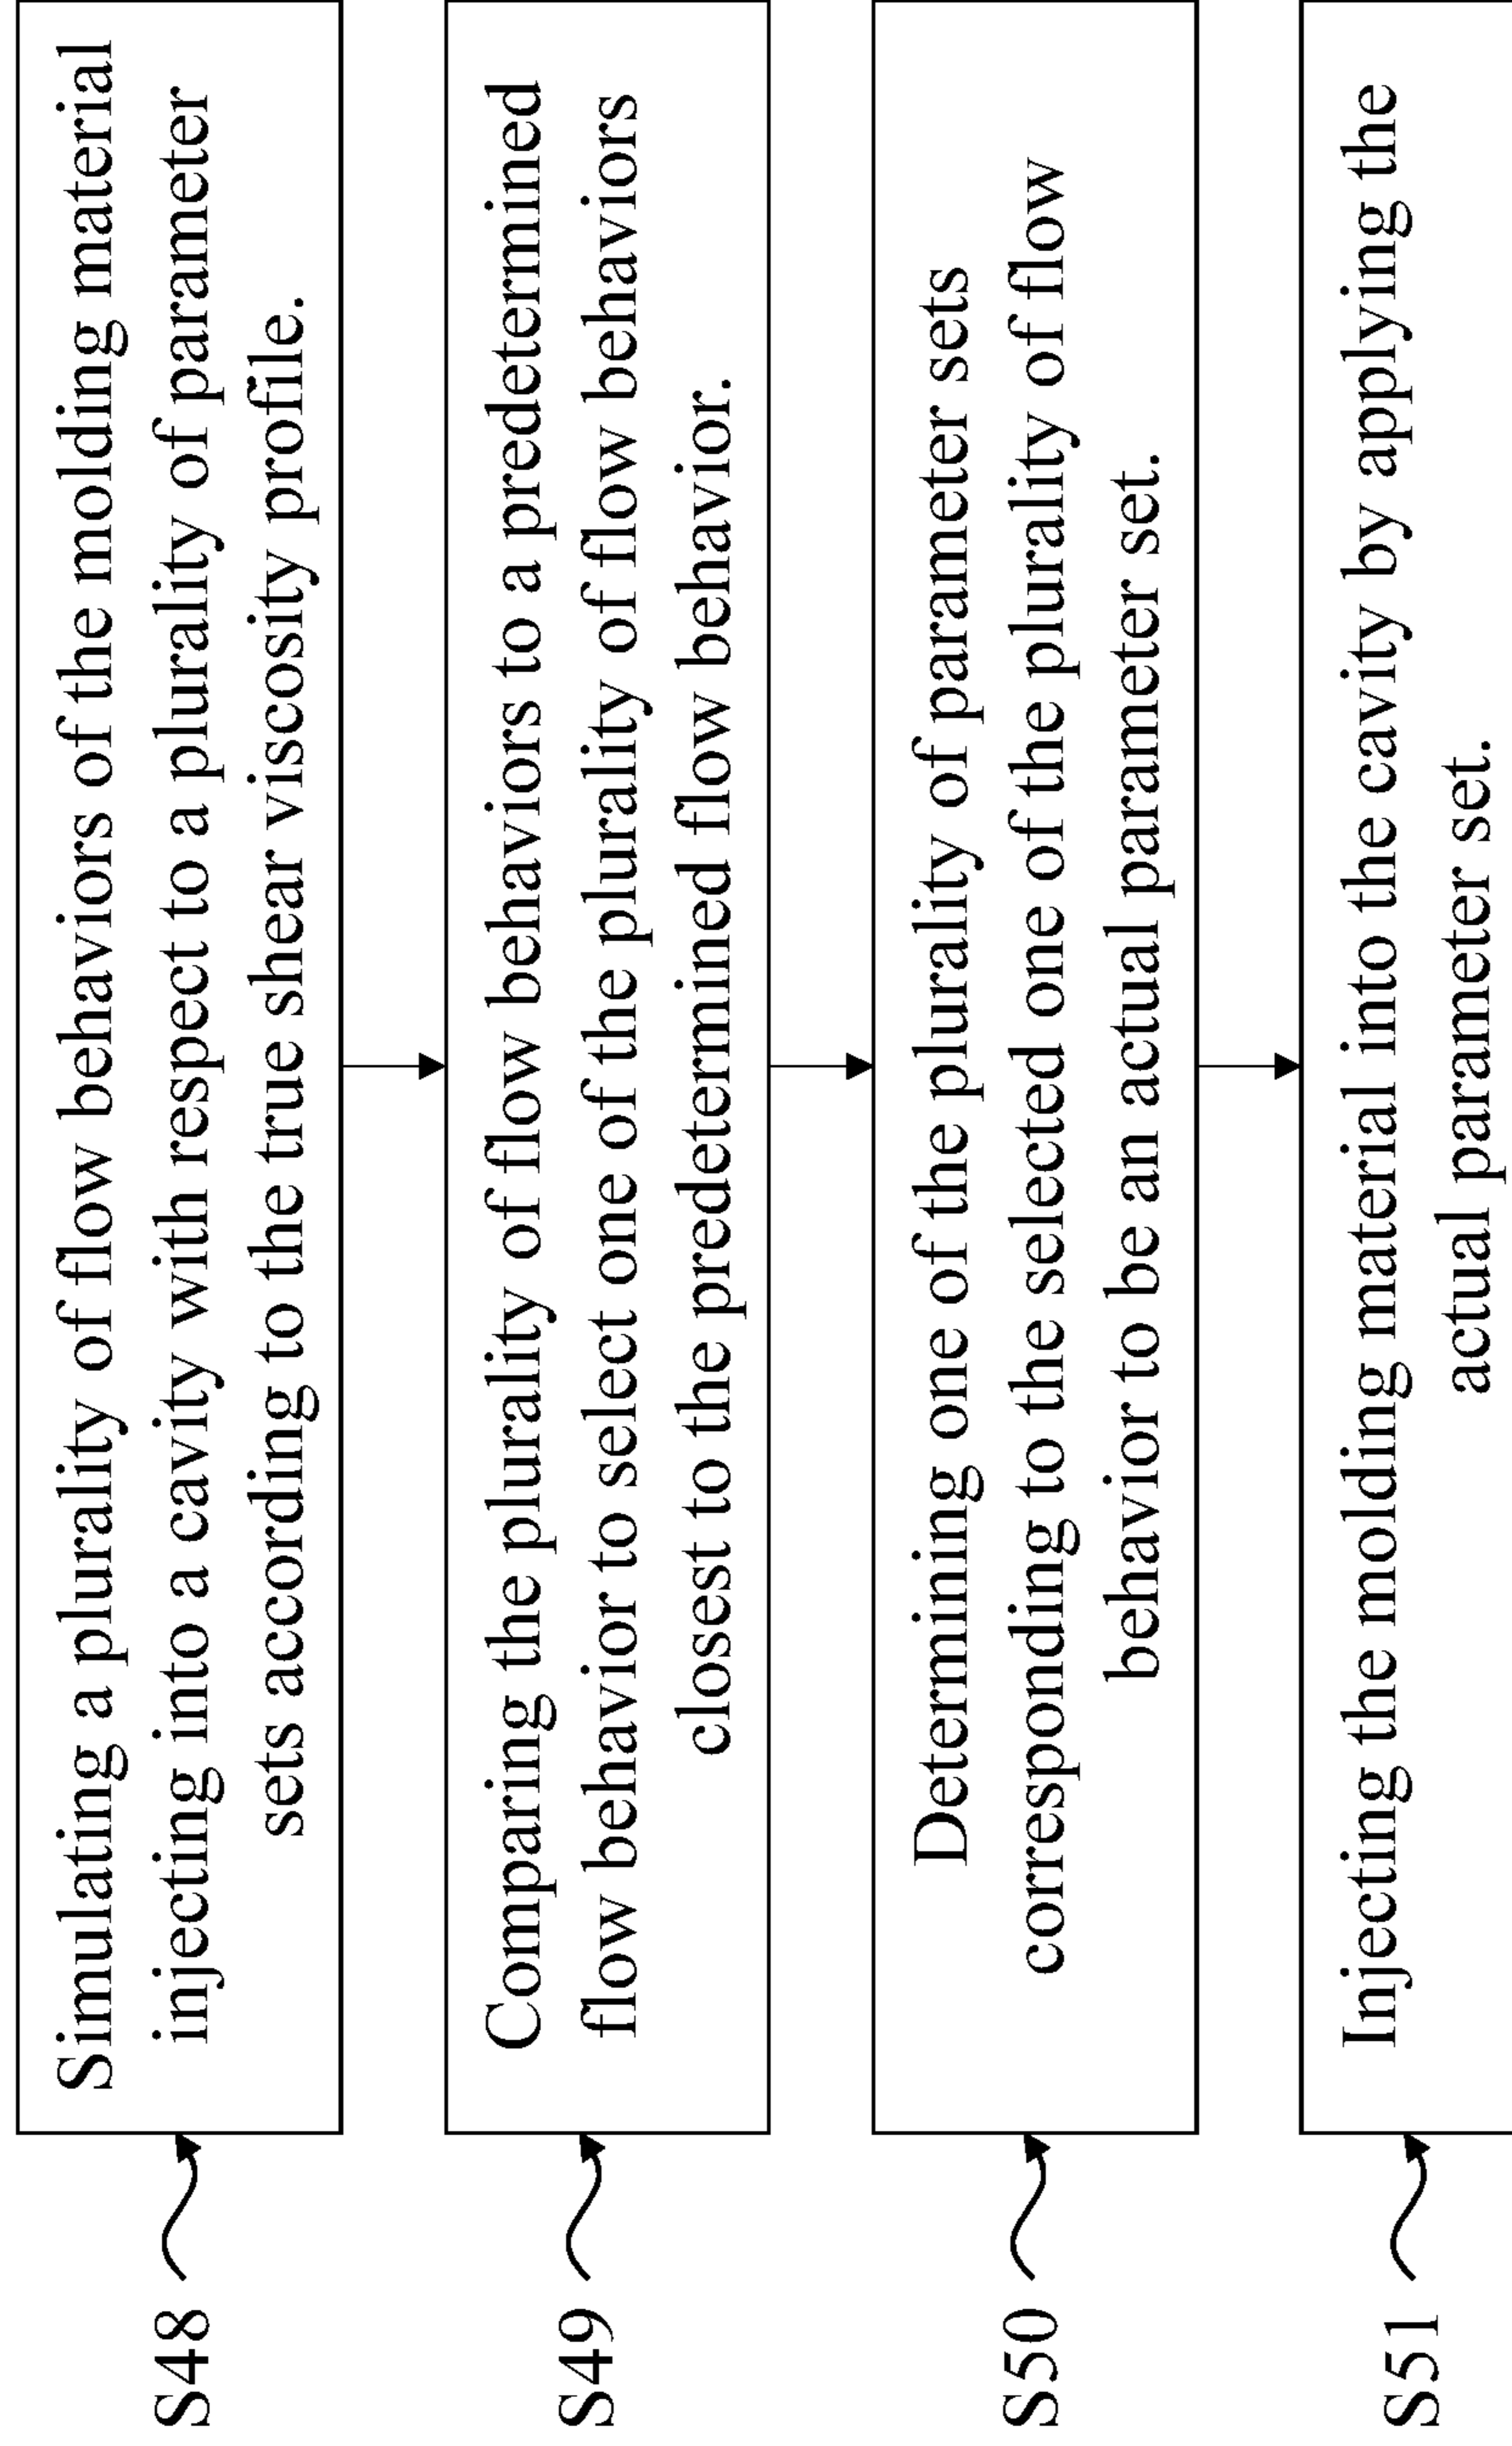 S48
Simulating a plurality of flow behaviors of the molding material
injecting into a cavity with respect to a plurality of parameter
sets according to the true shear viscosity profile.
S49
Comparing the plurality of flow behaviors to a predetermined
flow behavior to select one of the plurality of flow behaviors
closest to the predetermined flow behavior.
S50
Determining one of the plurality of parameter sets
corresponding to the selected one of the plurality of flow
behavior to be an actual parameter set.
S51
Injecting the molding material into the cavity by applying the
actual parameter set.